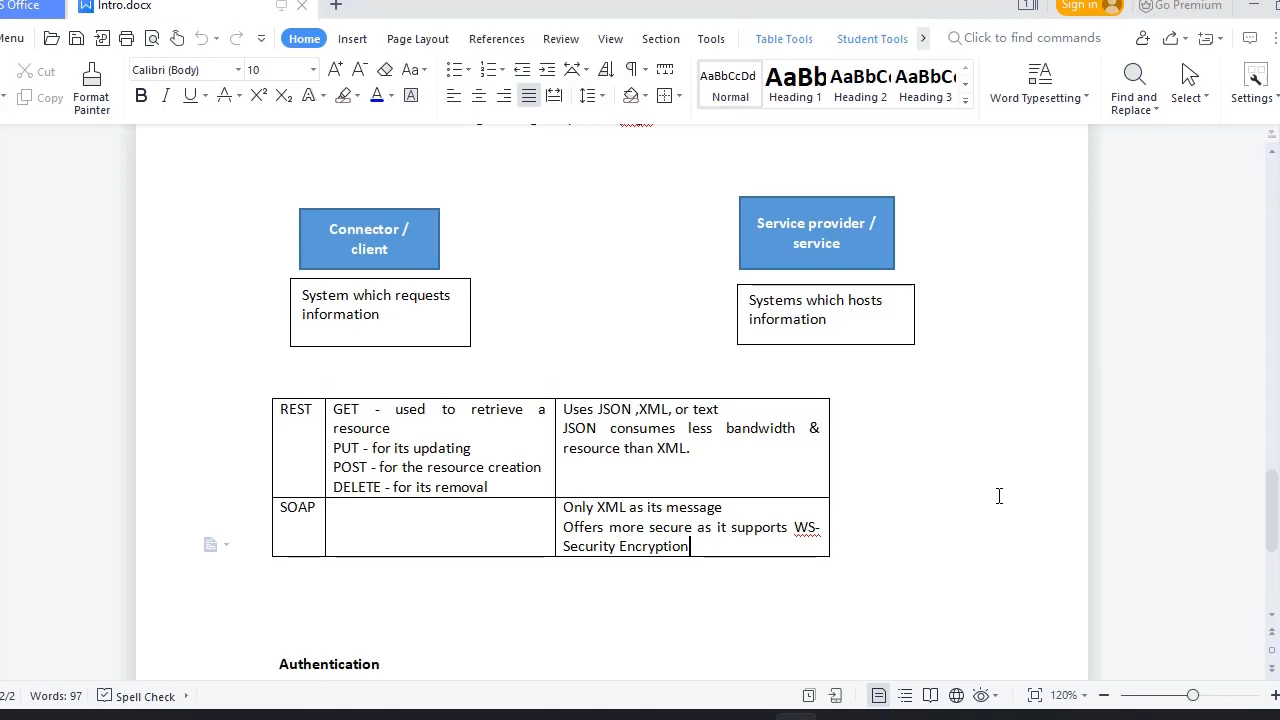 S Office
Intro.docx
Sign in
Go Premium
Menu
Home
Insert
Page Layout
References
Review
View
Section
Tools
Table Tools
Student Tools
Click to find commands
Cut
Copy
Format
Painter
Calibri (Body)
10
AaBbCcDd
Normal
AaBb
Heading 1
AaBbC
Heading 2
AaBbC
Heading 3
Word Typesetting
Find and
Replace
Select
Settings
Connector /
client
Service provider /
service
System which requests
information
Systems which hosts
information
REST
GET - used to retrieve a
resource
PUT - for its updating
POST - for the resource creation
DELETE - for its removal
Uses JSON ,XML, or text
JSON consumes less bandwidth &
resource than XML.
SOAP
Only XML as its message
Offers more secure as it supports WS-
Security Encryption
Authentication
2/2
Words: 97
Spell Check
120%